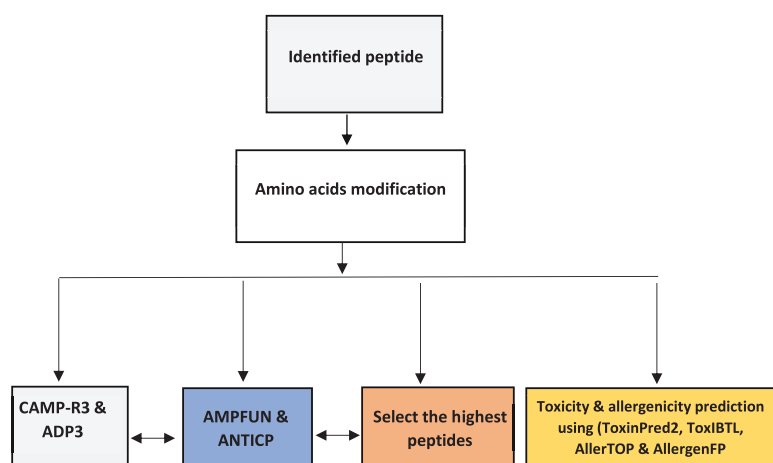 Identified peptide
Amino acids modification
CAMP-R3 &
ADP3
AMPFUN &
ANTICP
Select the highest
peptides
Toxicity & allergenicity prediction
using (ToxinPred2, ToxIBTL,
AllerTOP & AllergenFP